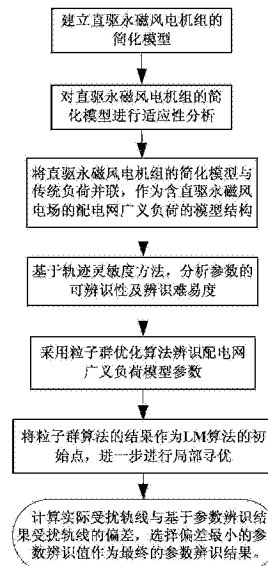 建立直驱永磁风电机组的
简化模型
对直驱永磁风电机组的简
化模型进行适应性分析
将直驱永磁风电机组的简化模型与
传统负荷并联，作为含直驱永磁风
电场的配电网广义负荷的模型结构
基于轨迹灵敏度方法，分析参数的
可辨识性及辨识难易度
采用粒子群优化算法辨识配电网
广义负荷模型参数
将粒子群算法的结果作为LM算法的初
始点，进一步进行局部寻优
计算实际受扰轨线与基于参数辨识结
果受扰轨线的偏差，选择偏差最小的参
数辨识值作为最终的参数辨识结果。